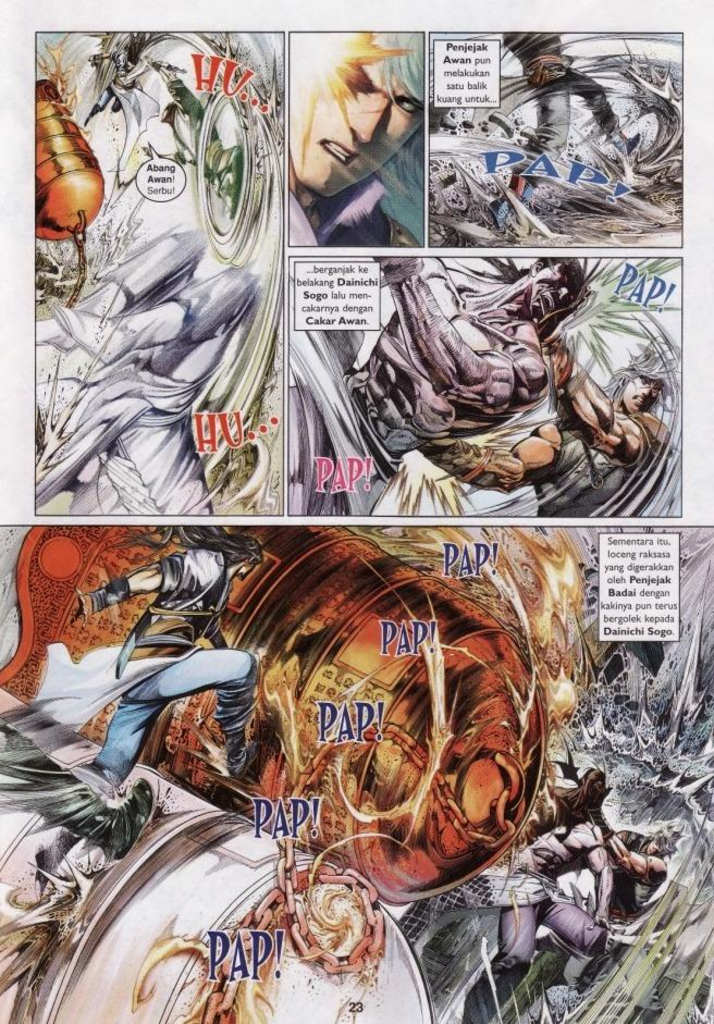 HU...
Abang
Awan!
Serbu!
HU...
Penjejak
Awan pun
melakukan
satu balik
kuang untuk...
PAP!
...berganjak ke
belakang Dainichi
Sogo lalu men-
cakarnya dengan
Cakar Awan.
PAP!
PAP!
Sementara itu,
loceng raksasa
yang digerakkan
oleh Penjejak
Badai dengan
kakinya pun terus
bergolek kepada
Dainichi Sogo.
PAP!
PAP!
PAP!
PAP!
PAP!
23